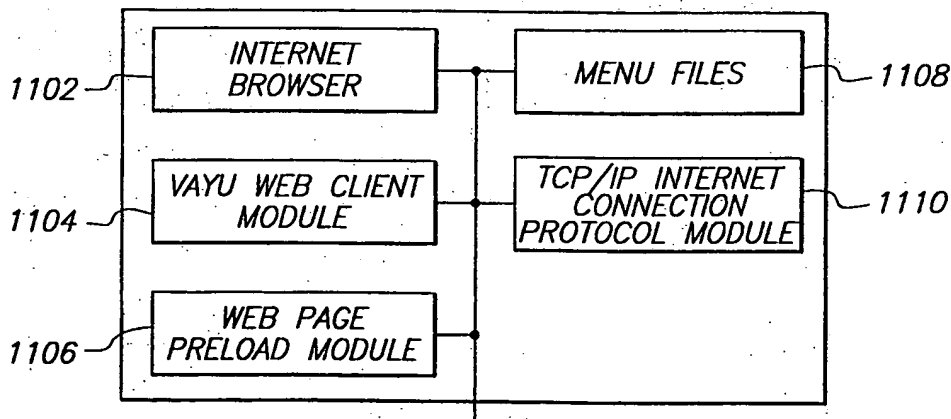 INTERNET
BROWSER
1102
MENU FILES
1108
VAYU WEB CLIENT
MODULE
1104
TCP/IP INTERNET
CONNECTION
PROTOCOL MODULE
1110
WEB PAGE
PRELOAD MODULE
1106